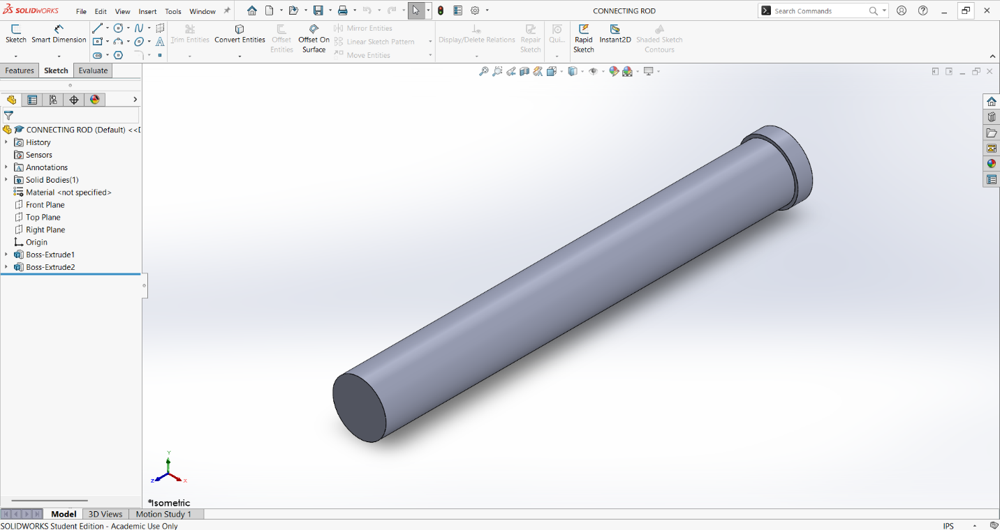 SOLIDWORKS File Edit View Insert Tools Window CONNECTING ROD Search Commands
Sketch Smart Dimension Trim Entities Convert Entities Offset Entities Offset On Surface Mirror Entities Linear Sketch Pattern Move Entities Display/Delete Relations Repair Sketch Qui... Rapid Sketch Instant2D Shaded Sketch Contours
Features Sketch Evaluate
CONNECTING ROD (Default) <<D
History
Sensors
Annotations
Solid Bodies(1)
Material <not specified>
Front Plane
Top Plane
Right Plane
Origin
Boss-Extrude1
Boss-Extrude2
Y
Z X
*Isometric
Model 3D Views Motion Study 1
SOLIDWORKS Student Edition - Academic Use Only IPS